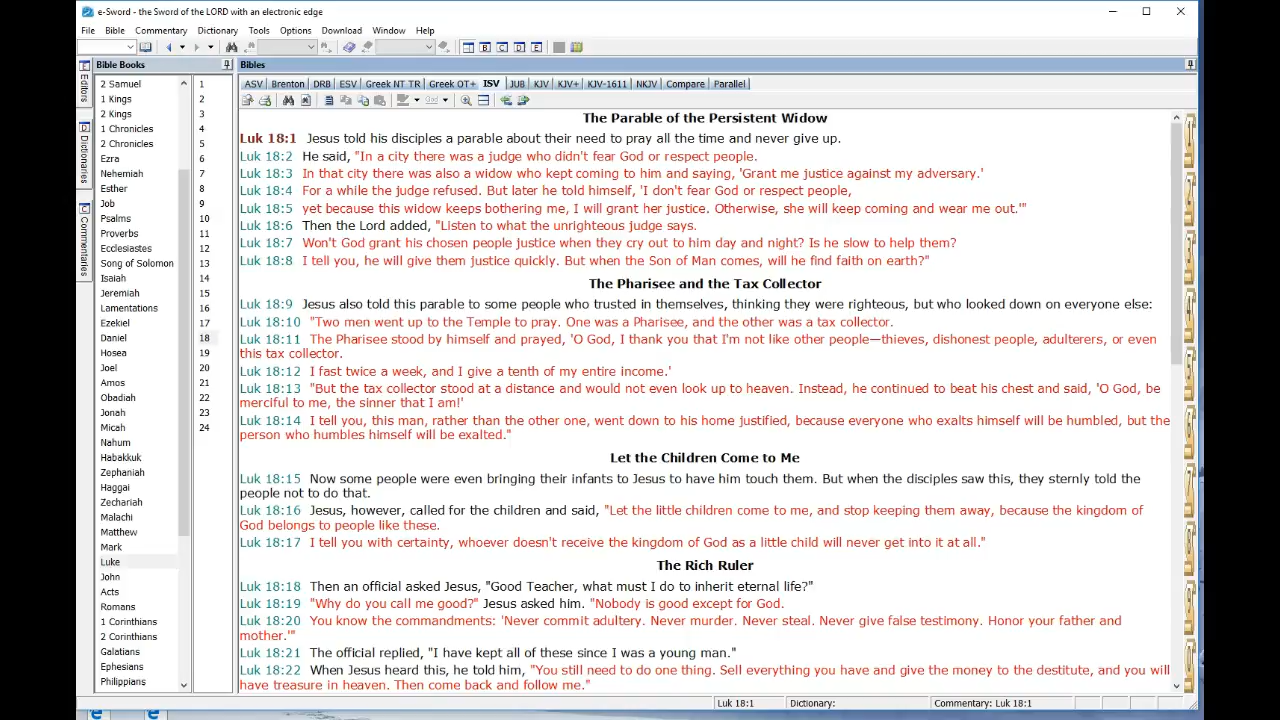 e-Sword - the Sword of the LORD with an electronic edge
File Bible Commentary Dictionary Tools Options Download Window Help
B C D E
Editors
Dictionaries
Commentaries
Bible Books
2 Samuel
1 Kings
2 Kings
1 Chronicles
2 Chronicles
Ezra
Nehemiah
Esther
Job
Psalms
Proverbs
Ecclesiastes
Song of Solomon
Isaiah
Jeremiah
Lamentations
Ezekiel
Daniel
Hosea
Joel
Amos
Obadiah
Jonah
Micah
Nahum
Habakkuk
Zephaniah
Haggai
Zechariah
Malachi
Matthew
Mark
Luke
John
Acts
Romans
1 Corinthians
2 Corinthians
Galatians
Ephesians
Philippians
1
2
3
4
5
6
7
8
9
10
11
12
13
14
15
16
17
18
19
20
21
22
23
24
Bibles
ASV Brenton DRB ESV Greek NT TR Greek OT+ ISV JUB KJV KJV+ KJV-1611 NKJV Compare Parallel
The Parable of the Persistent Widow
Luk 18:1 Jesus told his disciples a parable about their need to pray all the time and never give up.
Luk 18:2 He said, "In a city there was a judge who didn't fear God or respect people.
Luk 18:3 In that city there was also a widow who kept coming to him and saying, 'Grant me justice against my adversary.'
Luk 18:4 For a while the judge refused. But later he told himself, 'I don't fear God or respect people,
Luk 18:5 yet because this widow keeps bothering me, I will grant her justice. Otherwise, she will keep coming and wear me out.'"
Luk 18:6 Then the Lord added, "Listen to what the unrighteous judge says.
Luk 18:7 Won't God grant his chosen people justice when they cry out to him day and night? Is he slow to help them?
Luk 18:8 I tell you, he will give them justice quickly. But when the Son of Man comes, will he find faith on earth?"
The Pharisee and the Tax Collector
Luk 18:9 Jesus also told this parable to some people who trusted in themselves, thinking they were righteous, but who looked down on everyone else:
Luk 18:10 "Two men went up to the Temple to pray. One was a Pharisee, and the other was a tax collector.
Luk 18:11 The Pharisee stood by himself and prayed, 'O God, I thank you that I'm not like other people—thieves, dishonest people, adulterers, or even
this tax collector.
Luk 18:12 I fast twice a week, and I give a tenth of my entire income.'
Luk 18:13 "But the tax collector stood at a distance and would not even look up to heaven. Instead, he continued to beat his chest and said, 'O God, be
merciful to me, the sinner that I am!'
Luk 18:14 I tell you, this man, rather than the other one, went down to his home justified, because everyone who exalts himself will be humbled, but the
person who humbles himself will be exalted."
Let the Children Come to Me
Luk 18:15 Now some people were even bringing their infants to Jesus to have him touch them. But when the disciples saw this, they sternly told the
people not to do that.
Luk 18:16 Jesus, however, called for the children and said, "Let the little children come to me, and stop keeping them away, because the kingdom of
God belongs to people like these.
Luk 18:17 I tell you with certainty, whoever doesn't receive the kingdom of God as a little child will never get into it at all."
The Rich Ruler
Luk 18:18 Then an official asked Jesus, "Good Teacher, what must I do to inherit eternal life?"
Luk 18:19 "Why do you call me good?" Jesus asked him. "Nobody is good except for God.
Luk 18:20 You know the commandments: 'Never commit adultery. Never murder. Never steal. Never give false testimony. Honor your father and
mother.'"
Luk 18:21 The official replied, "I have kept all of these since I was a young man."
Luk 18:22 When Jesus heard this, he told him, "You still need to do one thing. Sell everything you have and give the money to the destitute, and you will
have treasure in heaven. Then come back and follow me."
Luk 18:1 Dictionary: Commentary: Luk 18:1